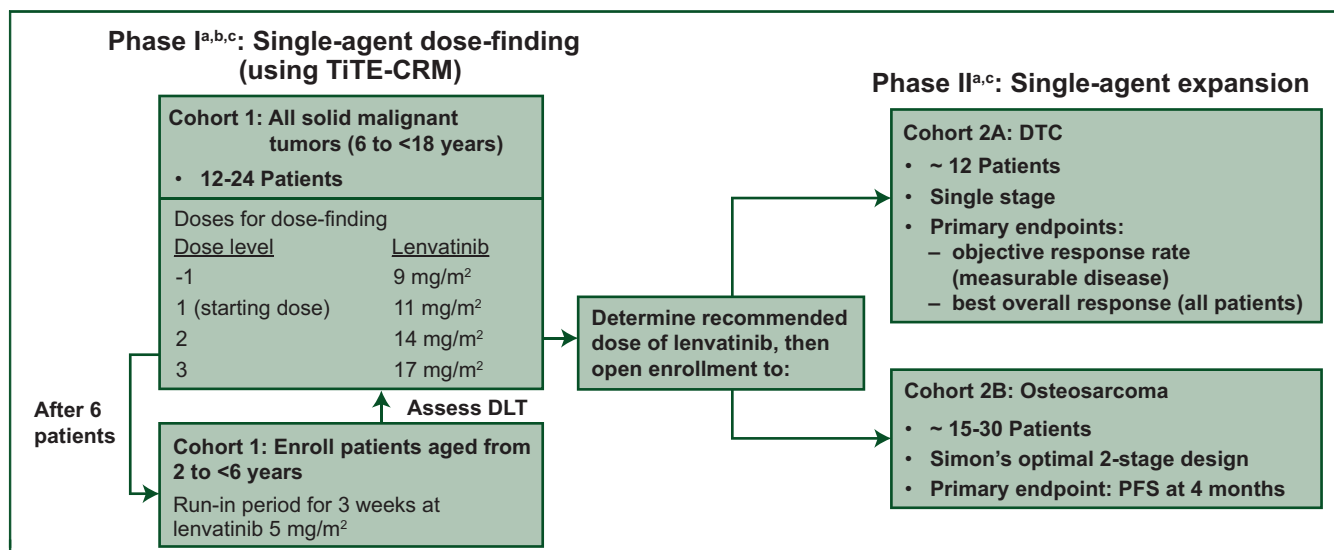 Phase Iᵃ,ᵇ,ᶜ: Single-agent dose-finding
(using TiTE-CRM)
Cohort 1: All solid malignant
tumors (6 to <18 years)
• 12-24 Patients
Doses for dose-finding
Dose level Lenvatinib
-1 9 mg/m²
1 (starting dose) 11 mg/m²
2 14 mg/m²
3 17 mg/m²
After 6
patients
Assess DLT
Cohort 1: Enroll patients aged from
2 to <6 years
Run-in period for 3 weeks at
lenvatinib 5 mg/m²
Determine recommended
dose of lenvatinib, then
open enrollment to:
Phase IIᵃ,ᶜ: Single-agent expansion
Cohort 2A: DTC
• ~ 12 Patients
• Single stage
• Primary endpoints:
– objective response rate
(measurable disease)
– best overall response (all patients)
Cohort 2B: Osteosarcoma
• ~ 15-30 Patients
• Simon’s optimal 2-stage design
• Primary endpoint: PFS at 4 months